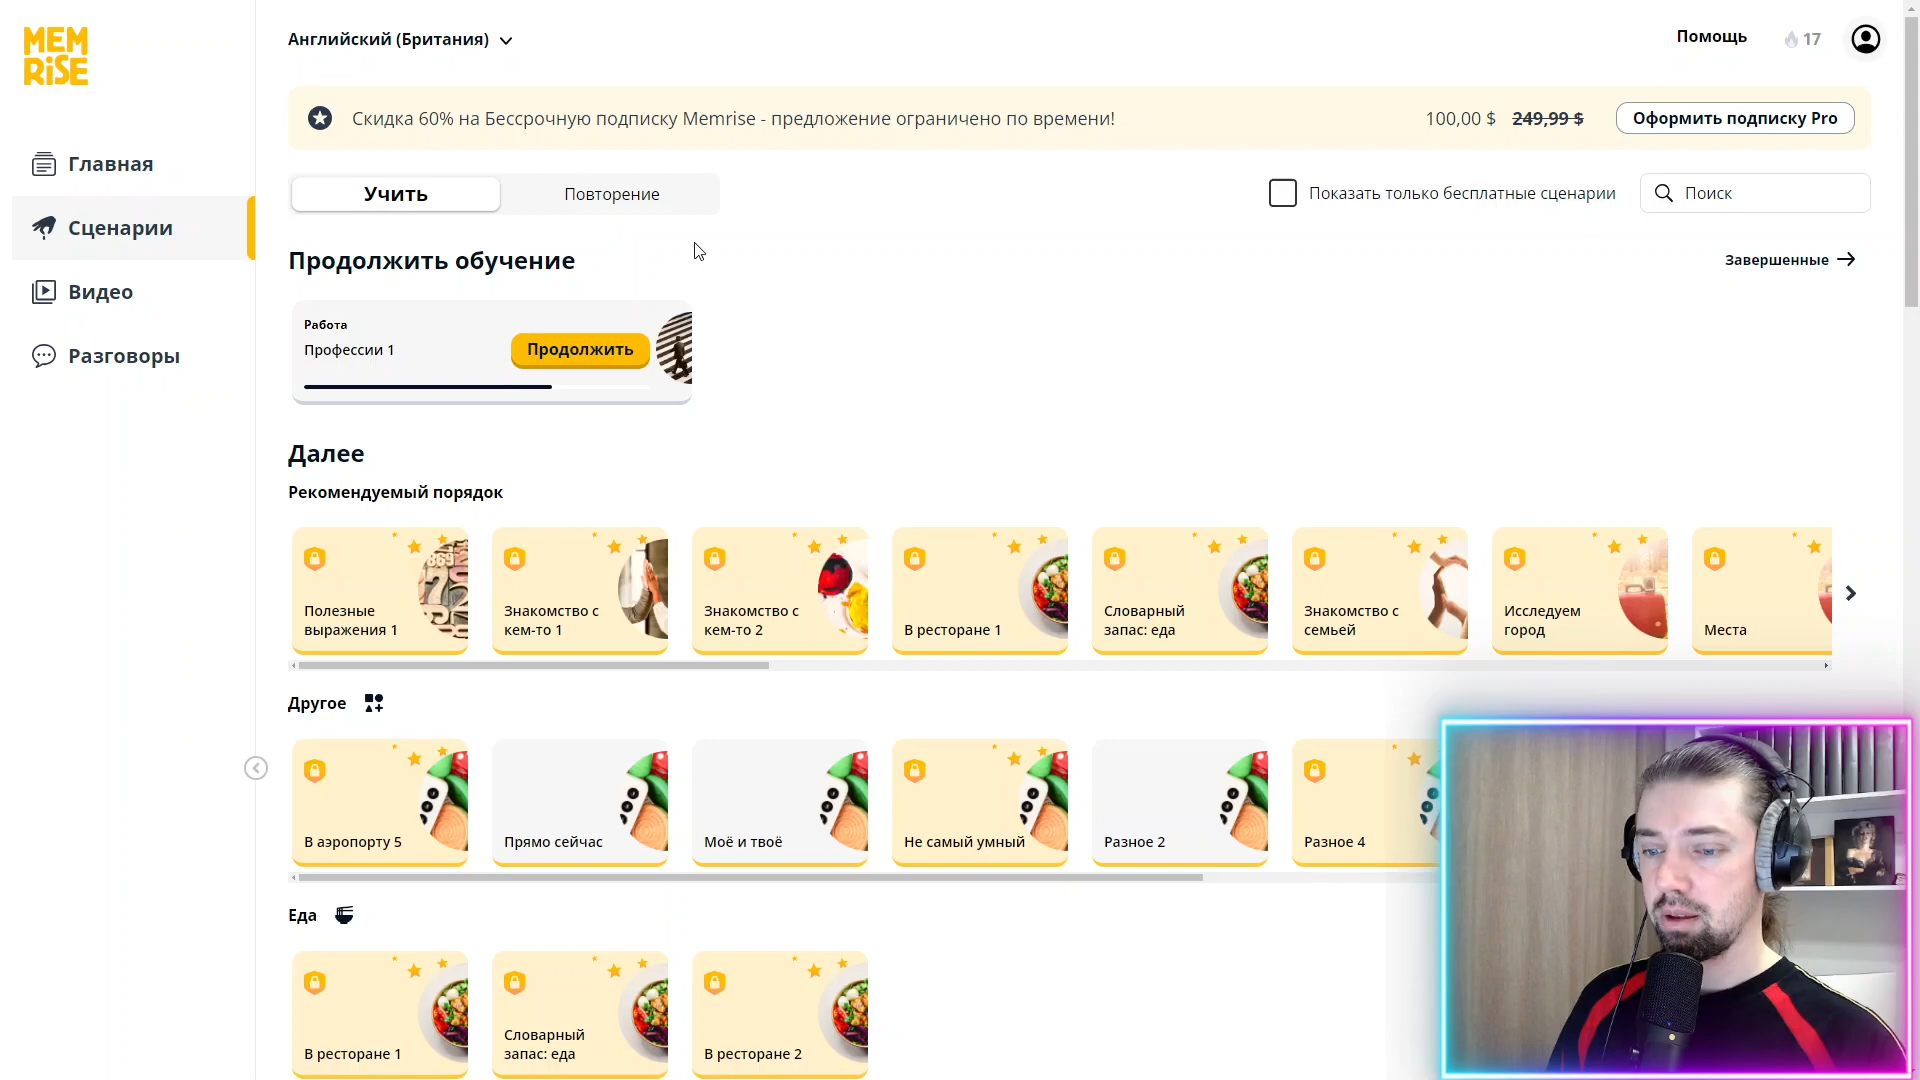 MEM
RiSE
Английский (Британия)
Помощь
17
Скидка 60% на Бессрочную подписку Memrise - предложение ограничено по времени!
100,00 $ 249,99 $
Оформить подписку Pro
Главная
Сценарии
Видео
Разговоры
Учить
Повторение
Показать только бесплатные сценарии
Поиск
Продолжить обучение
Завершенные
Работа
Профессии 1
Продолжить
Далее
Рекомендуемый порядок
Полезные
выражения 1
Знакомство с
кем-то 1
Знакомство с
кем-то 2
В ресторане 1
Словарный
запас: еда
Знакомство с
семьей
Исследуем
город
Места
Другое
В аэропорту 5
Прямо сейчас
Моё и твоё
Не самый умный
Разное 2
Разное 4
Еда
В ресторане 1
Словарный
запас: еда
В ресторане 2